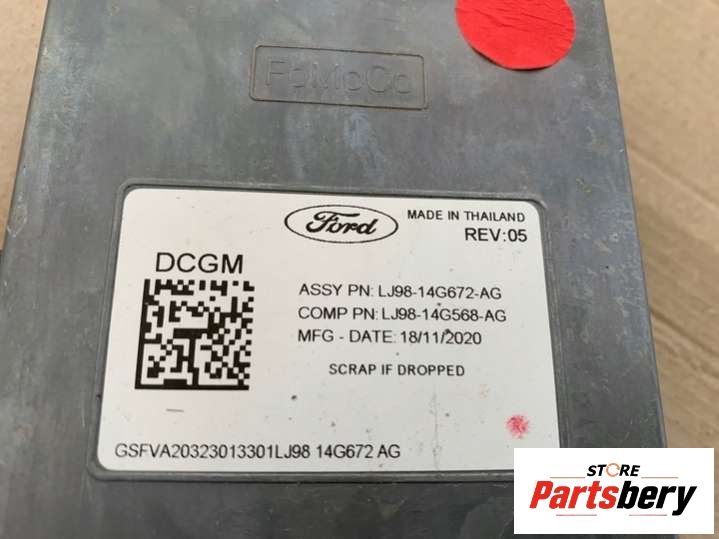 FoMoCo
Ford
MADE IN THAILAND
REV:05
DCGM
ASSY PN: LJ98-14G672-AG
COMP PN: LJ98-14G568-AG
MFG - DATE: 18/11/2020
SCRAP IF DROPPED
GSFVA20323013301LJ98 14G672 AG
STORE
Partsbery